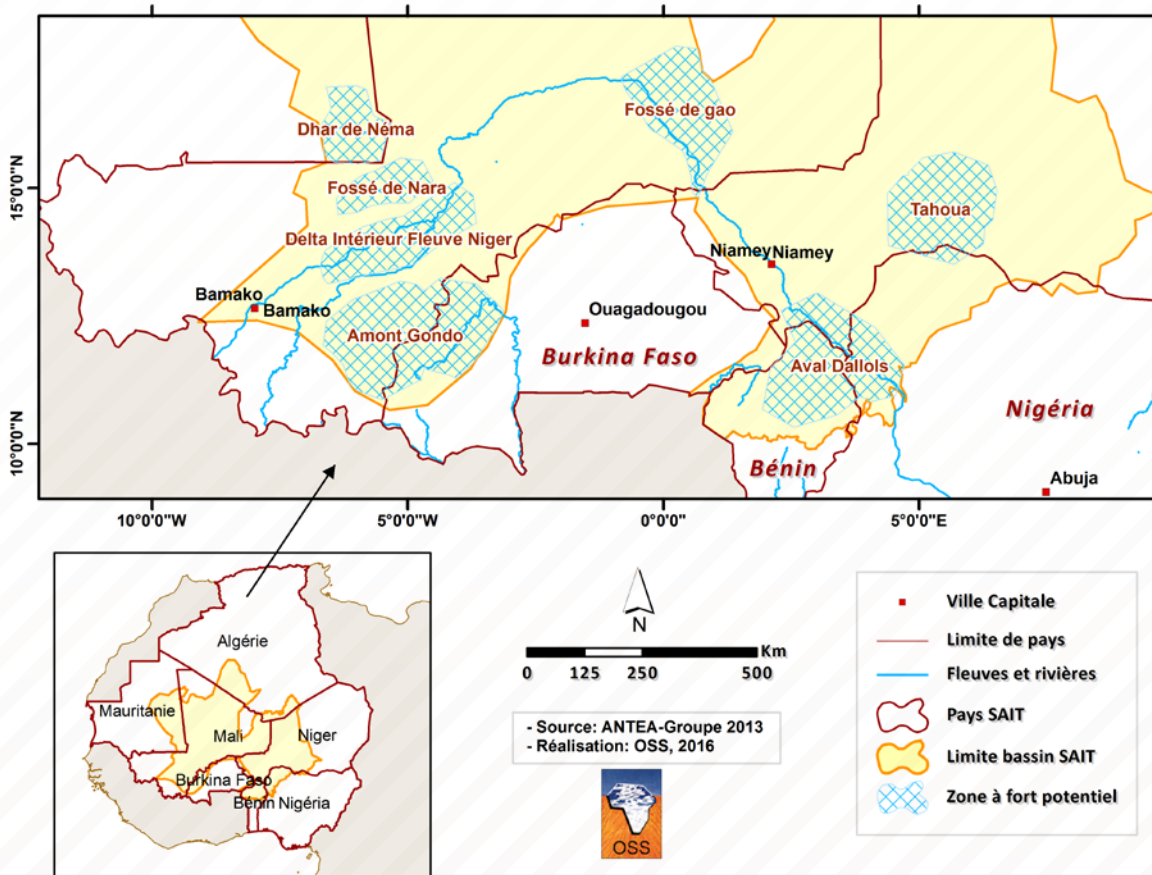 Dhar de Néma
Fossé de gao
Fossé de Nara
Tahoua
Delta Intérieur Fleuve Niger
Niamey Niamey
Bamako
Bamako
Amont Gondo
Ouagadougou
Burkina Faso
Aval Dallols
Nigéria
Bénin
Abuja
15°0'0"N
10°0'0"N
10°0'0"W
5°0'0"W
0°0'0"
5°0'0"E
Algérie
Mauritanie
Mali
Niger
Burkina Faso
Bénin Nigéria
N
Km
0 125 250 500
- Source: ANTEA-Groupe 2013
- Réalisation: OSS, 2016
OSS
Ville Capitale
Limite de pays
Fleuves et rivières
Pays SAIT
Limite bassin SAIT
Zone à fort potentiel